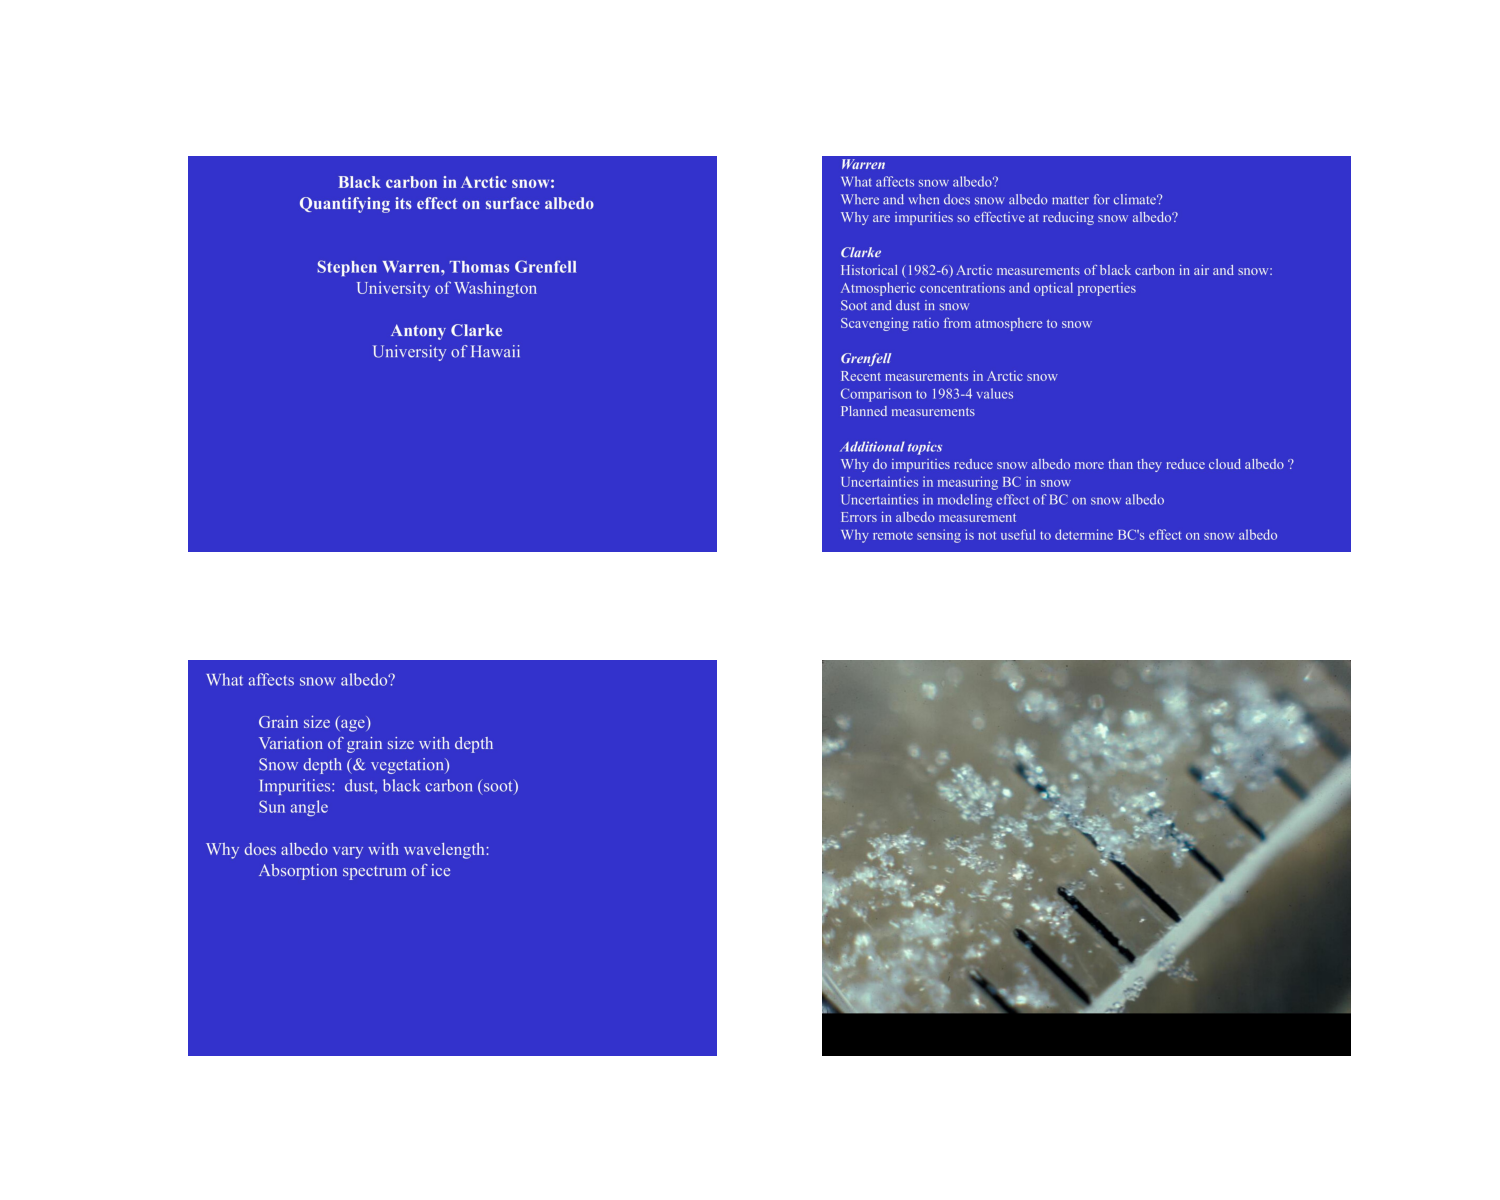 Black carbon in Arctic snow:
Quantifying its effect on surface albedo
Stephen Warren, Thomas Grenfell
University of Washington
Antony Clarke
University of Hawaii
Warren
What affects snow albedo?
Where and when does snow albedo matter for climate?
Why are impurities so effective at reducing snow albedo?
Clarke
Historical (1982-6) Arctic measurements of black carbon in air and snow:
Atmospheric concentrations and optical properties
Soot and dust in snow
Scavenging ratio from atmosphere to snow
Grenfell
Recent measurements in Arctic snow
Comparison to 1983-4 values
Planned measurements
Additional topics
Why do impurities reduce snow albedo more than they reduce cloud albedo ?
Uncertainties in measuring BC in snow
Uncertainties in modeling effect of BC on snow albedo
Errors in albedo measurement
Why remote sensing is not useful to determine BC's effect on snow albedo
What affects snow albedo?
Grain size (age)
Variation of grain size with depth
Snow depth (& vegetation)
Impurities:  dust, black carbon (soot)
Sun angle
Why does albedo vary with wavelength:
Absorption spectrum of ice